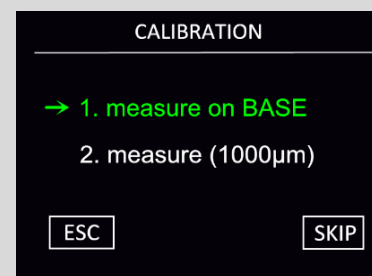 CALIBRATION
→ 1. measure on BASE
2. measure (1000µm)
ESC SKIP